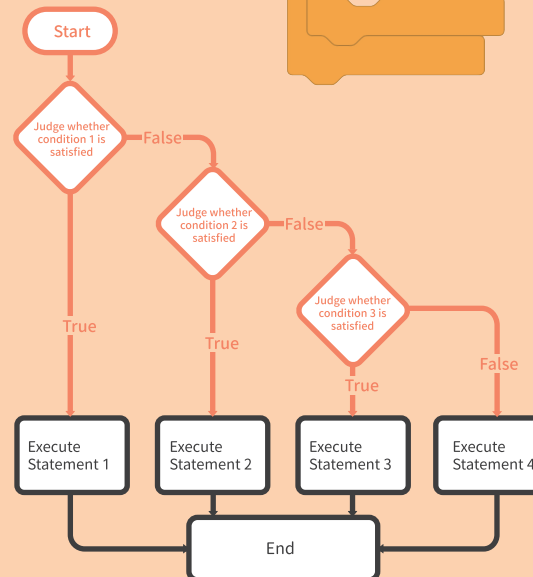 Start
Judge whether
condition 1 is
satisfied
False
Judge whether
condition 2 is
satisfied
False
Judge whether
condition 3 is
satisfied
True
True
True
False
Execute
Statement 1
Execute
Statement 2
Execute
Statement 3
Execute
Statement 4
End